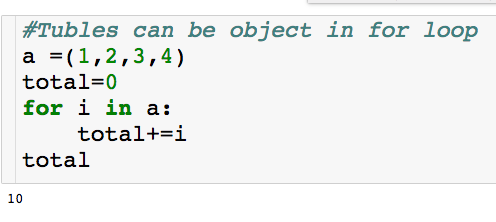 #Tubles can be object in for loop
a =(1,2,3,4)
total=0
for i in a:
    total+=i
total
10